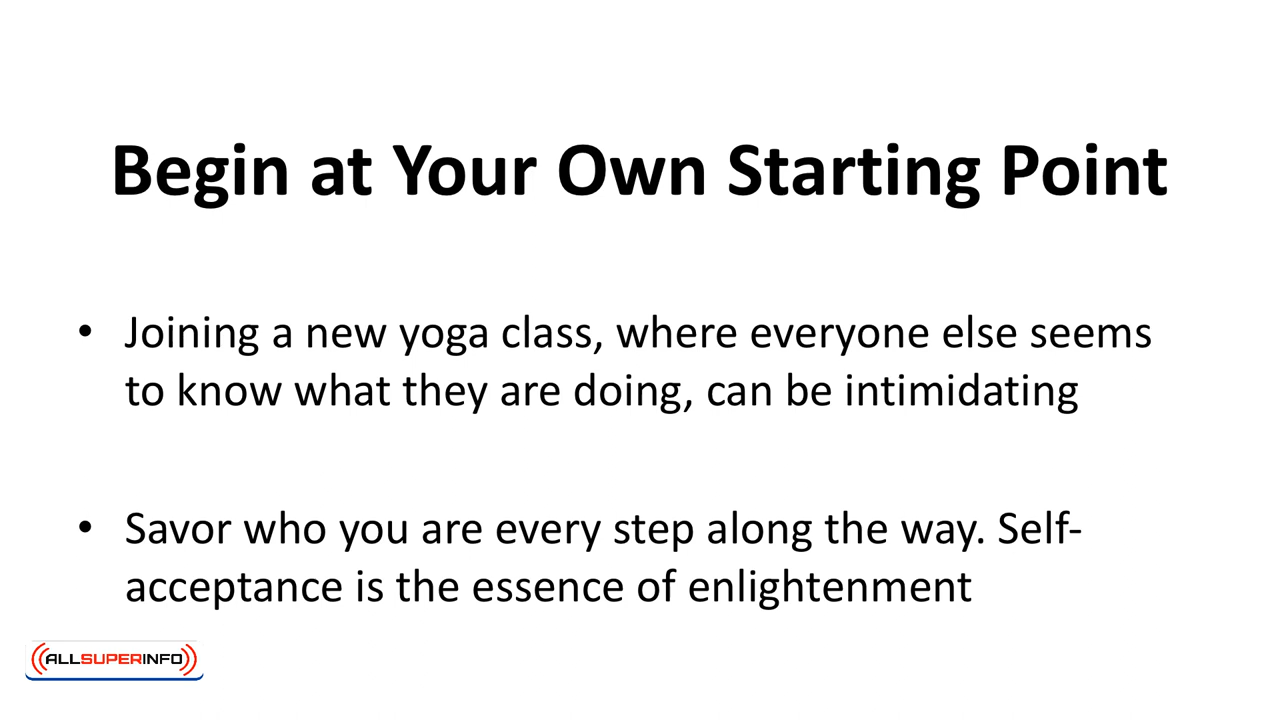 Begin at Your Own Starting Point
• Joining a new yoga class, where everyone else seems
to know what they are doing, can be intimidating
• Savor who you are every step along the way. Self-
acceptance is the essence of enlightenment
ALLSUPERINFO